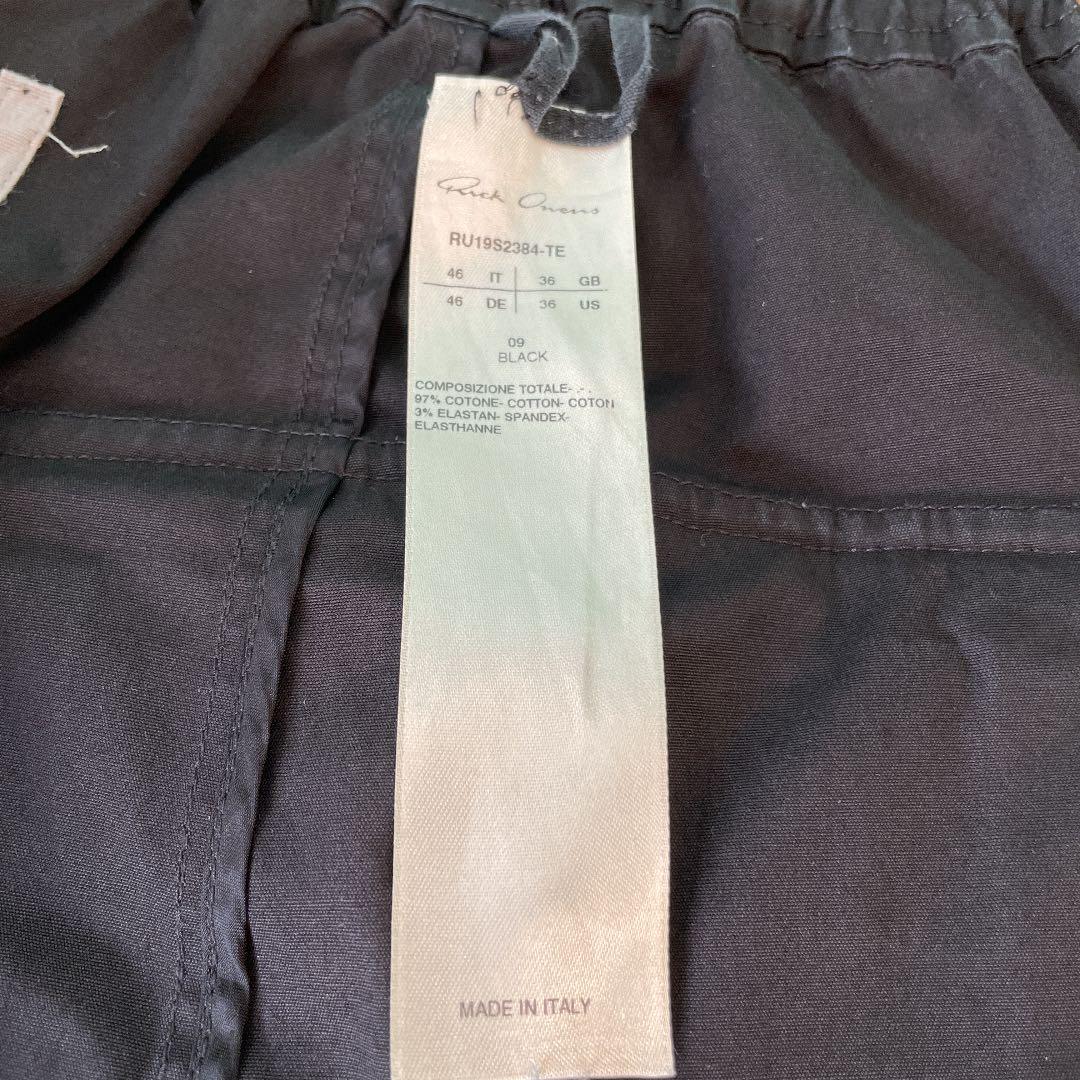 Rick Owens
RU19S2384-TE
46 IT 36 GB
46 DE 36 US
09
BLACK
COMPOSIZIONE TOTALE- - .
97% COTONE- COTTON- COTON
3% ELASTAN- SPANDEX-
ELASTHANNE
MADE IN ITALY